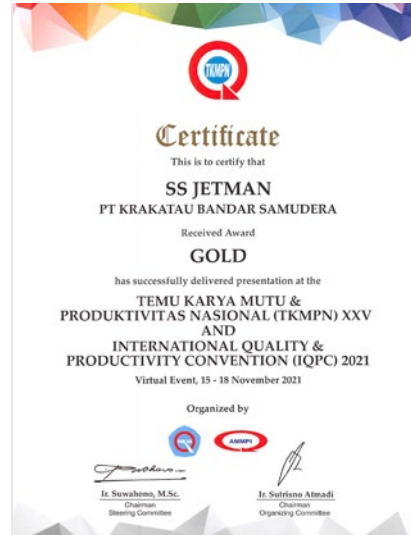 TKMPN
Certificate
This is to certify that
SS JETMAN
PT KRAKATAU BANDAR SAMUDERA
Received Award
GOLD
has successfully delivered presentation at the
TEMU KARYA MUTU &
PRODUKTIVITAS NASIONAL (TKMPN) XXV
AND
INTERNATIONAL QUALITY &
PRODUCTIVITY CONVENTION (IQPC) 2021
Virtual Event, 15 - 18 November 2021
Organized by
AMMPI
Ir. Suwahono, M.Sc.
Chairman
Steering Committee
Ir. Sutrisno Atmadi
Chairman
Organizing Committee